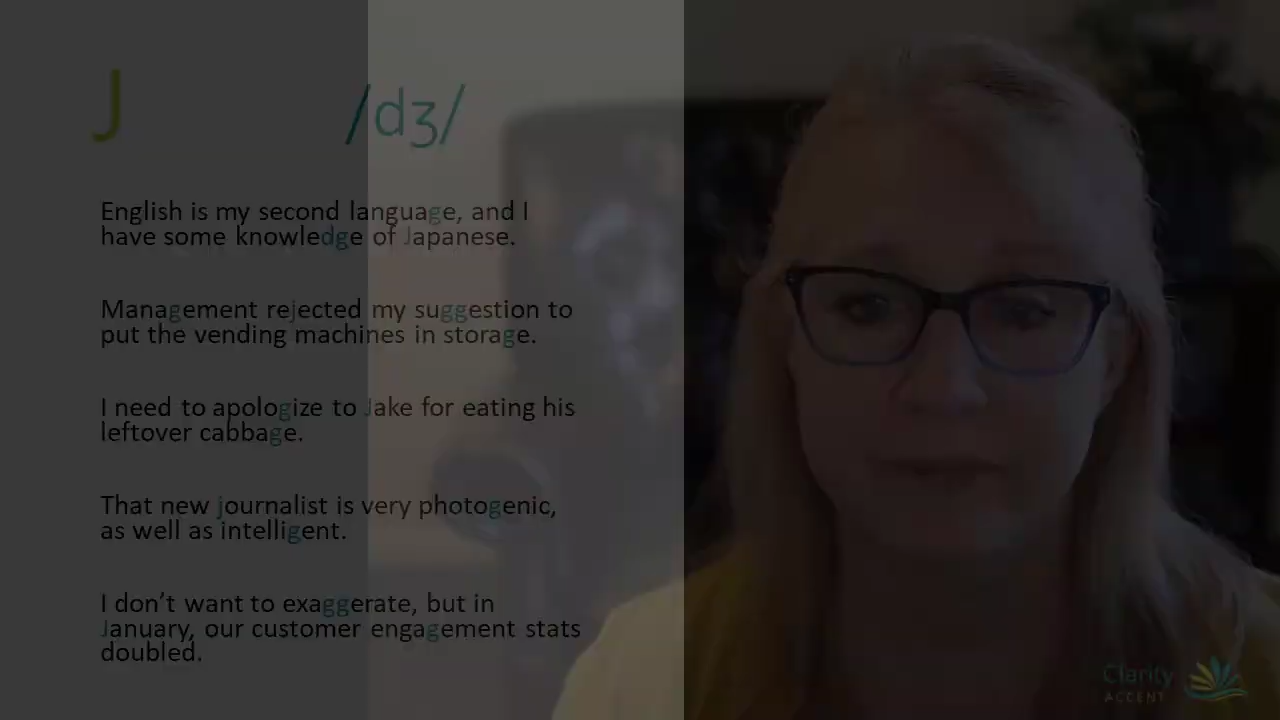 J /dʒ/
English is my second language, and I
have some knowledge of Japanese.
Management rejected my suggestion to
put the vending machines in storage.
I need to apologize to Jake for eating his
leftover cabbage.
That new journalist is very photogenic,
as well as intelligent.
I don’t want to exaggerate, but in
January, our customer engagement stats
doubled.
Clarity
ACCENT